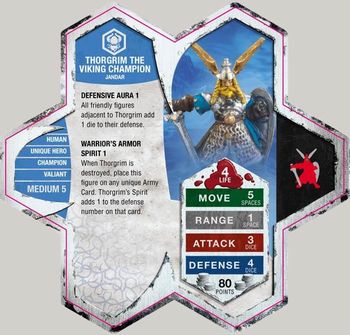 THORGRIM THE
VIKING CHAMPION
JANDAR
DEFENSIVE AURA 1
All friendly figures
adjacent to Thorgrim add
1 die to their defense.
WARRIOR'S ARMOR
SPIRIT 1
When Thorgrim is
destroyed, place this
figure on any unique Army
Card. Thorgrim's Spirit
adds 1 to the defense
number on that card.
HUMAN
UNIQUE HERO
CHAMPION
VALIANT
MEDIUM 5
4
LIFE
MOVE 5
SPACES
RANGE 1
SPACE
ATTACK 3
DICE
DEFENSE 4
DICE
80
POINTS